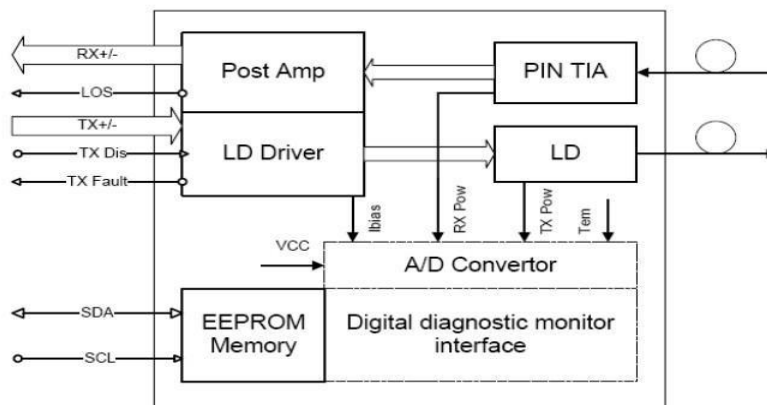 RX+/-
Post Amp
PIN TIA
LOS
TX+/-
TX Dis
LD Driver
LD
TX Fault
Ibias
RX Pow
TX Pow
Tem
VCC
A/D Convertor
SDA
EEPROM
Memory
Digital diagnostic monitor
interface
SCL